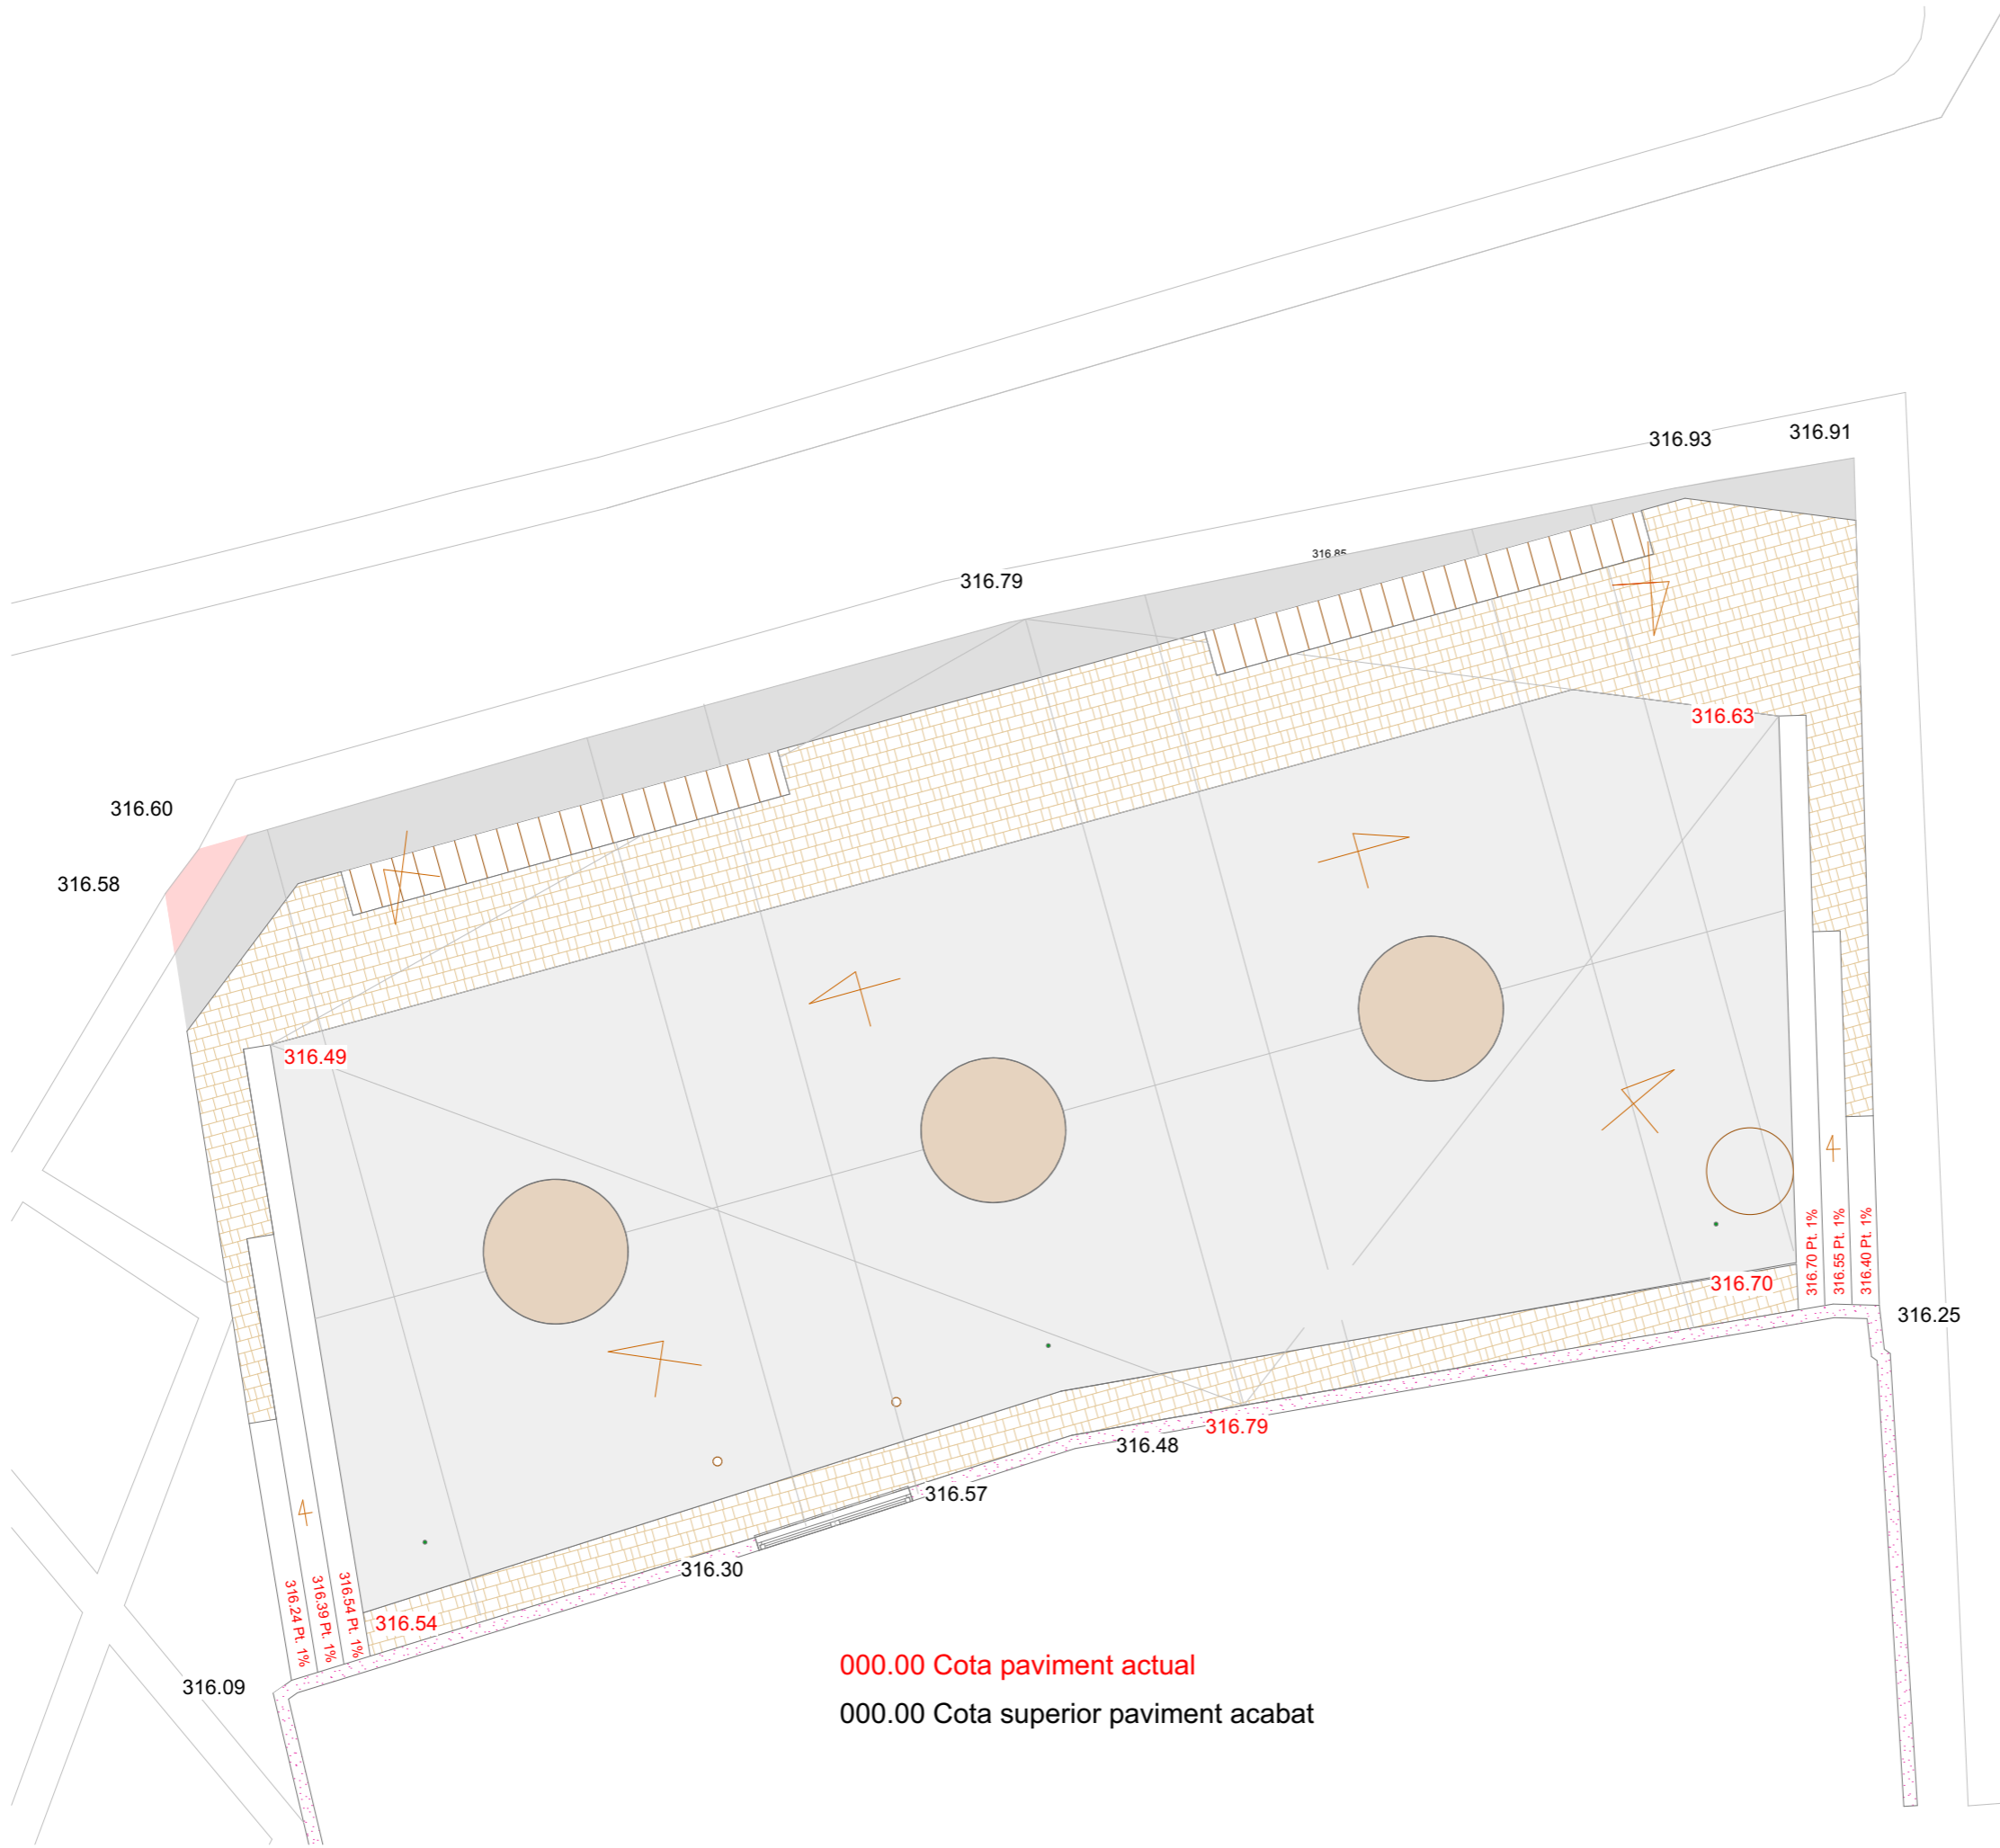 316.93
316.91
316.85
316.79
316.63
316.60
316.58
316.49
316.70 Pt. 1%
316.55 Pt. 1%
316.40 Pt. 1%
316.70
316.25
316.79
316.48
316.57
316.30
316.24 Pt. 1%
316.39 Pt. 1%
316.54 Pt. 1%
316.54
316.09
000.00 Cota paviment actual
000.00 Cota superior paviment acabat